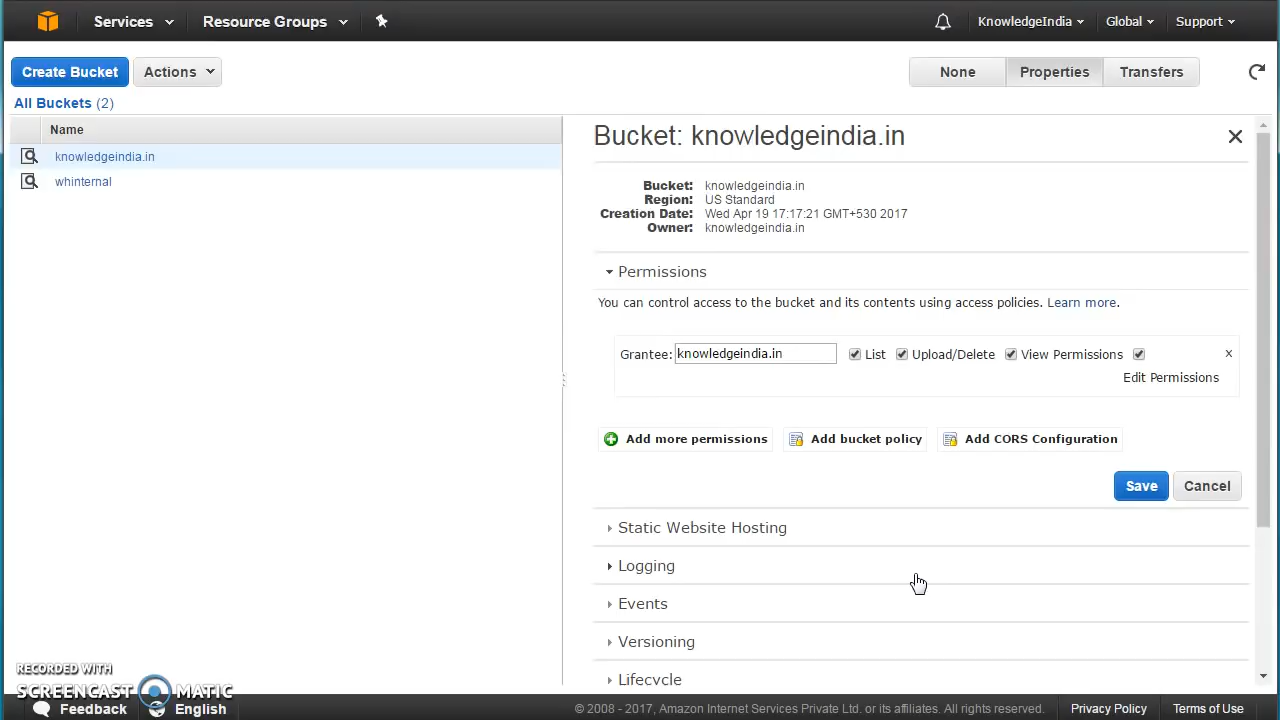 Services Resource Groups KnowledgeIndia Global Support
Create Bucket Actions None Properties Transfers
All Buckets (2)
Name
knowledgeindia.in
whinternal
Bucket: knowledgeindia.in
Bucket: knowledgeindia.in
Region: US Standard
Creation Date: Wed Apr 19 17:17:21 GMT+530 2017
Owner: knowledgeindia.in
Permissions
You can control access to the bucket and its contents using access policies. Learn more.
Grantee: knowledgeindia.in List Upload/Delete View Permissions x
Edit Permissions
Add more permissions Add bucket policy Add CORS Configuration
Save Cancel
Static Website Hosting
Logging
Events
Versioning
Lifecycle
RECORDED WITH
SCREENCAST MATIC
Feedback English © 2008 - 2017, Amazon Internet Services Private Ltd. or its affiliates. All rights reserved. Privacy Policy Terms of Use